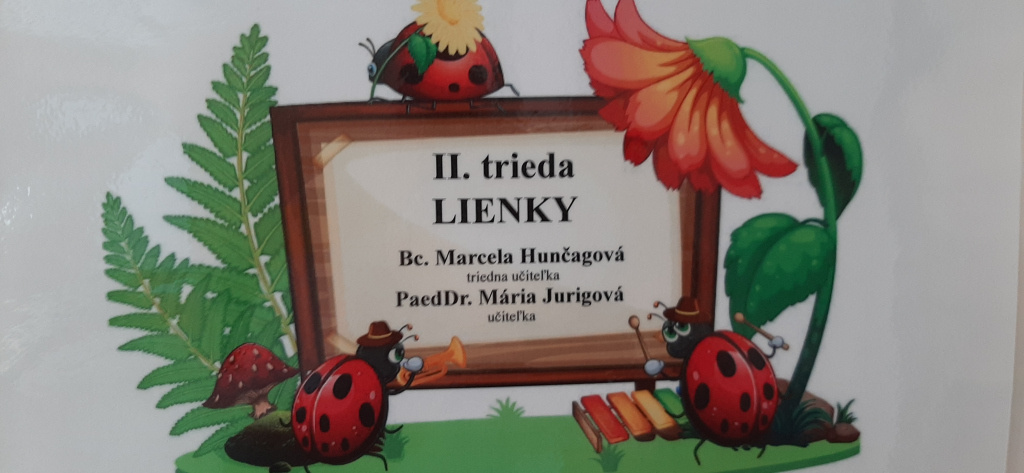 II. trieda
LIENKY
Bc. Marcela Hunčagová
triedna učiteľka
PaedDr. Mária Jurigová
učiteľka